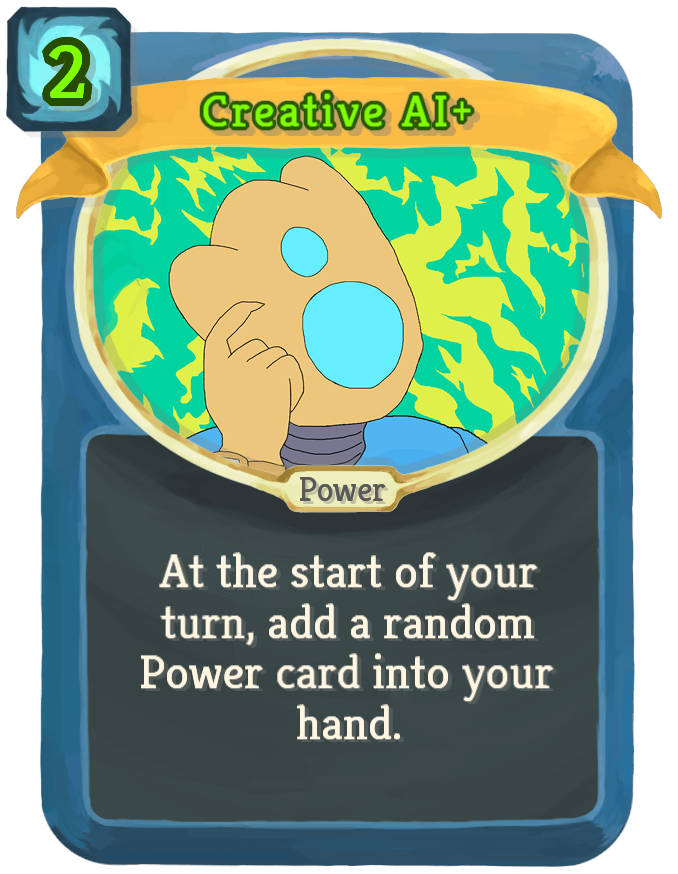 2
Creative AI+
Power
At the start of your
turn, add a random
Power card into your
hand.